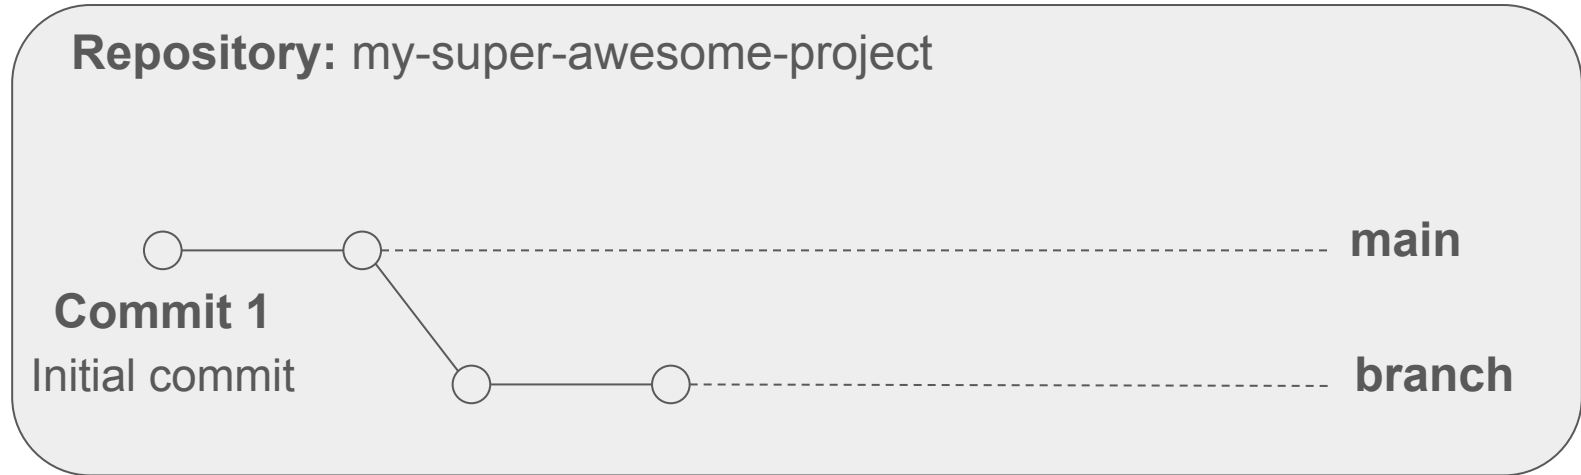 Repository: my-super-awesome-project
main
Commit 1
Initial commit
branch